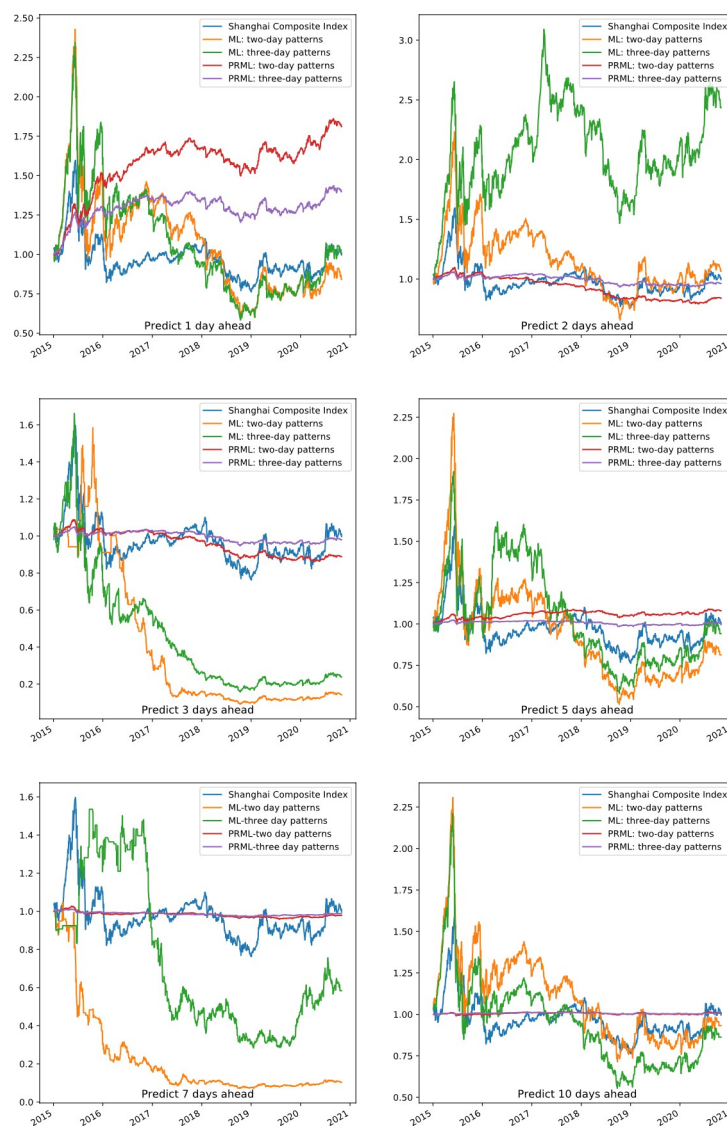 2.50
2.25
2.00
1.75
1.50
1.25
1.00
0.75
0.50
Shanghai Composite Index
ML: two-day patterns
ML: three-day patterns
PRML: two-day patterns
PRML: three-day patterns
Predict 1 day ahead
2015
2016
2017
2018
2019
2020
2021
3.0
2.5
2.0
1.5
1.0
Shanghai Composite Index
ML: two-day patterns
ML: three-day patterns
PRML: two-day patterns
PRML: three-day patterns
Predict 2 days ahead
2015
2016
2017
2018
2019
2020
2021
1.6
1.4
1.2
1.0
0.8
0.6
0.4
0.2
Shanghai Composite Index
ML: two-day patterns
ML: three-day patterns
PRML: two-day patterns
PRML: three-day patterns
Predict 3 days ahead
2015
2016
2017
2018
2019
2020
2021
2.25
2.00
1.75
1.50
1.25
1.00
0.75
0.50
Shanghai Composite Index
ML: two-day patterns
ML: three-day patterns
PRML: two-day patterns
PRML: three-day patterns
Predict 5 days ahead
2015
2016
2017
2018
2019
2020
2021
1.6
1.4
1.2
1.0
0.8
0.6
0.4
0.2
0.0
Shanghai Composite Index
ML-two day patterns
ML-three day patterns
PRML-two day patterns
PRML-three day patterns
Predict 7 days ahead
2015
2016
2017
2018
2019
2020
2021
2.25
2.00
1.75
1.50
1.25
1.00
0.75
0.50
Shanghai Composite Index
ML: two-day patterns
ML: three-day patterns
PRML: two-day patterns
PRML: three-day patterns
Predict 10 days ahead
2015
2016
2017
2018
2019
2020
2021